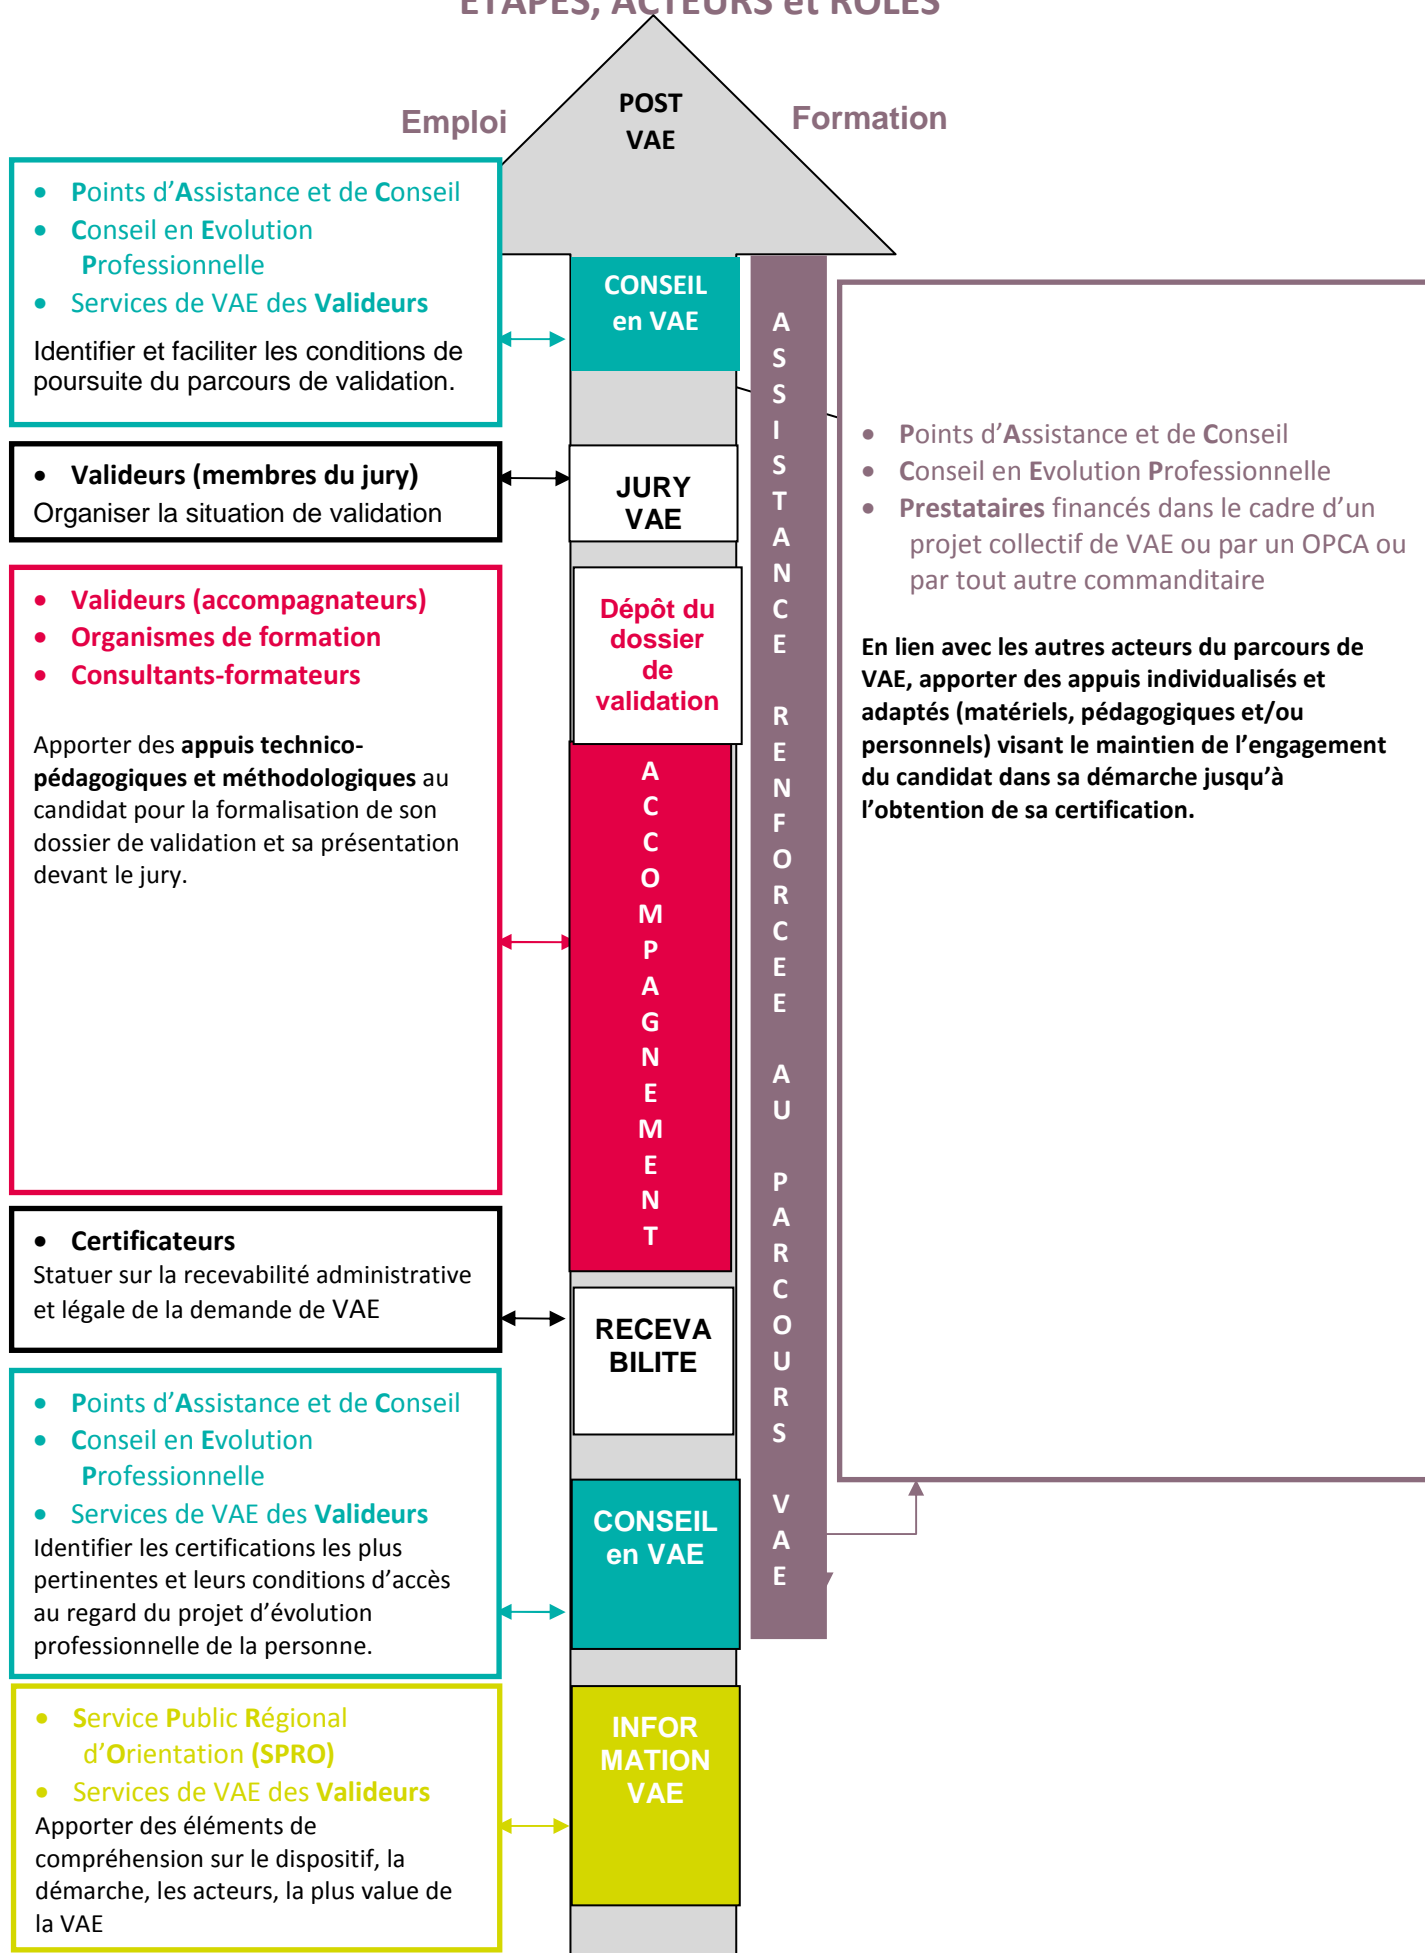 ETAPES, ACTEURS et ROLES
Emploi
POST
VAE
Formation
• Points d’Assistance et de Conseil
• Conseil en Evolution
Professionnelle
• Services de VAE des Valideurs
Identifier et faciliter les conditions de
poursuite du parcours de validation.
CONSEIL
en VAE
• Valideurs (membres du jury)
Organiser la situation de validation
JURY
VAE
• Valideurs (accompagnateurs)
• Organismes de formation
• Consultants-formateurs
Apporter des appuis technico-
pédagogiques et méthodologiques au
candidat pour la formalisation de son
dossier de validation et sa présentation
devant le jury.
Dépôt du
dossier
de
validation
ACCOMPAGNEMENT
• Certificateurs
Statuer sur la recevabilité administrative
et légale de la demande de VAE
RECEVA
BILITE
• Points d’Assistance et de Conseil
• Conseil en Evolution
Professionnelle
• Services de VAE des Valideurs
Identifier les certifications les plus
pertinentes et leurs conditions d’accès
au regard du projet d’évolution
professionnelle de la personne.
CONSEIL
en VAE
• Service Public Régional
d’Orientation (SPRO)
• Services de VAE des Valideurs
Apporter des éléments de
compréhension sur le dispositif, la
démarche, les acteurs, la plus value de
la VAE
INFOR
MATION
VAE
ASSISTANCE RENFORCEE AU PARCOURS VAE
• Points d’Assistance et de Conseil
• Conseil en Evolution Professionnelle
• Prestataires financés dans le cadre d’un
projet collectif de VAE ou par un OPCA ou
par tout autre commanditaire
En lien avec les autres acteurs du parcours de
VAE, apporter des appuis individualisés et
adaptés (matériels, pédagogiques et/ou
personnels) visant le maintien de l’engagement
du candidat dans sa démarche jusqu’à
l’obtention de sa certification.